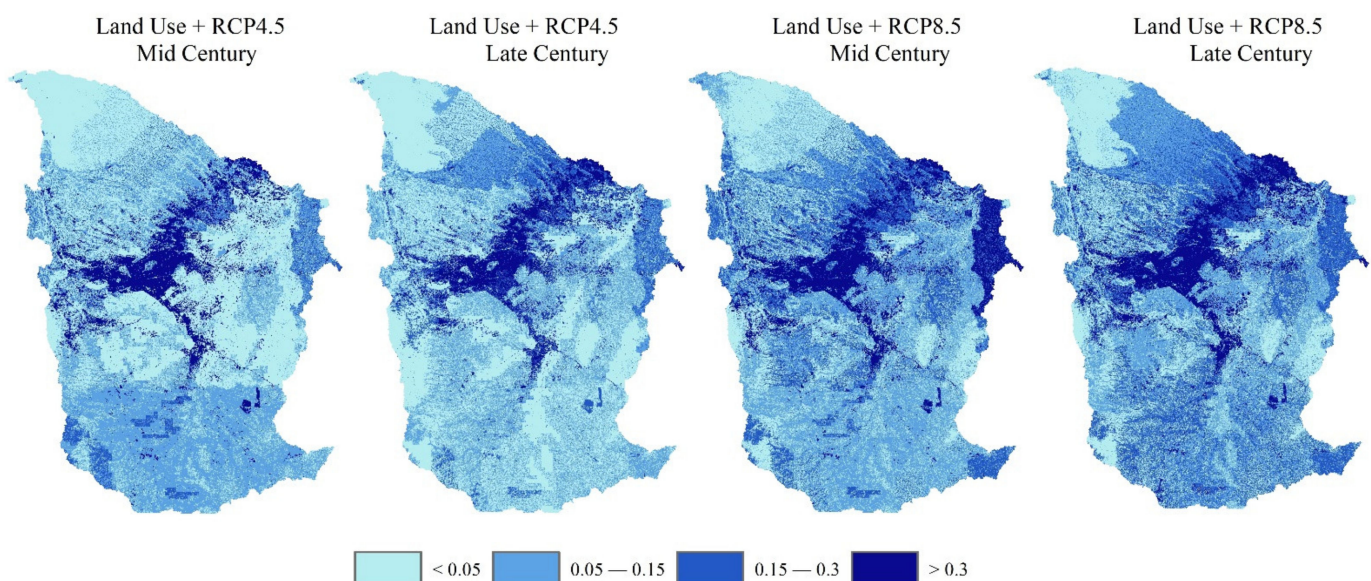 Land Use + RCP4.5
Mid Century
Land Use + RCP4.5
Late Century
Land Use + RCP8.5
Mid Century
Land Use + RCP8.5
Late Century
< 0.05
0.05 — 0.15
0.15 — 0.3
> 0.3